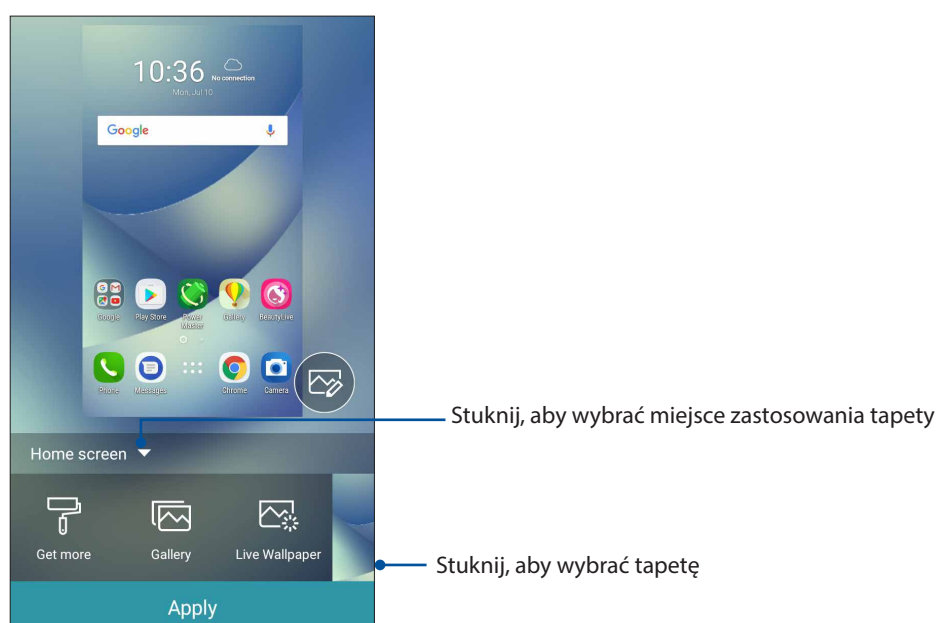 10:36
No connection
Mon, Jul 10
Google
Google
Play Store
Power
Master
Gallery
BeautyLive
Phone
Messages
Chrome
Camera
Stuknij, aby wybrać miejsce zastosowania tapety
Home screen
Get more
Gallery
Live Wallpaper
Stuknij, aby wybrać tapetę
Apply